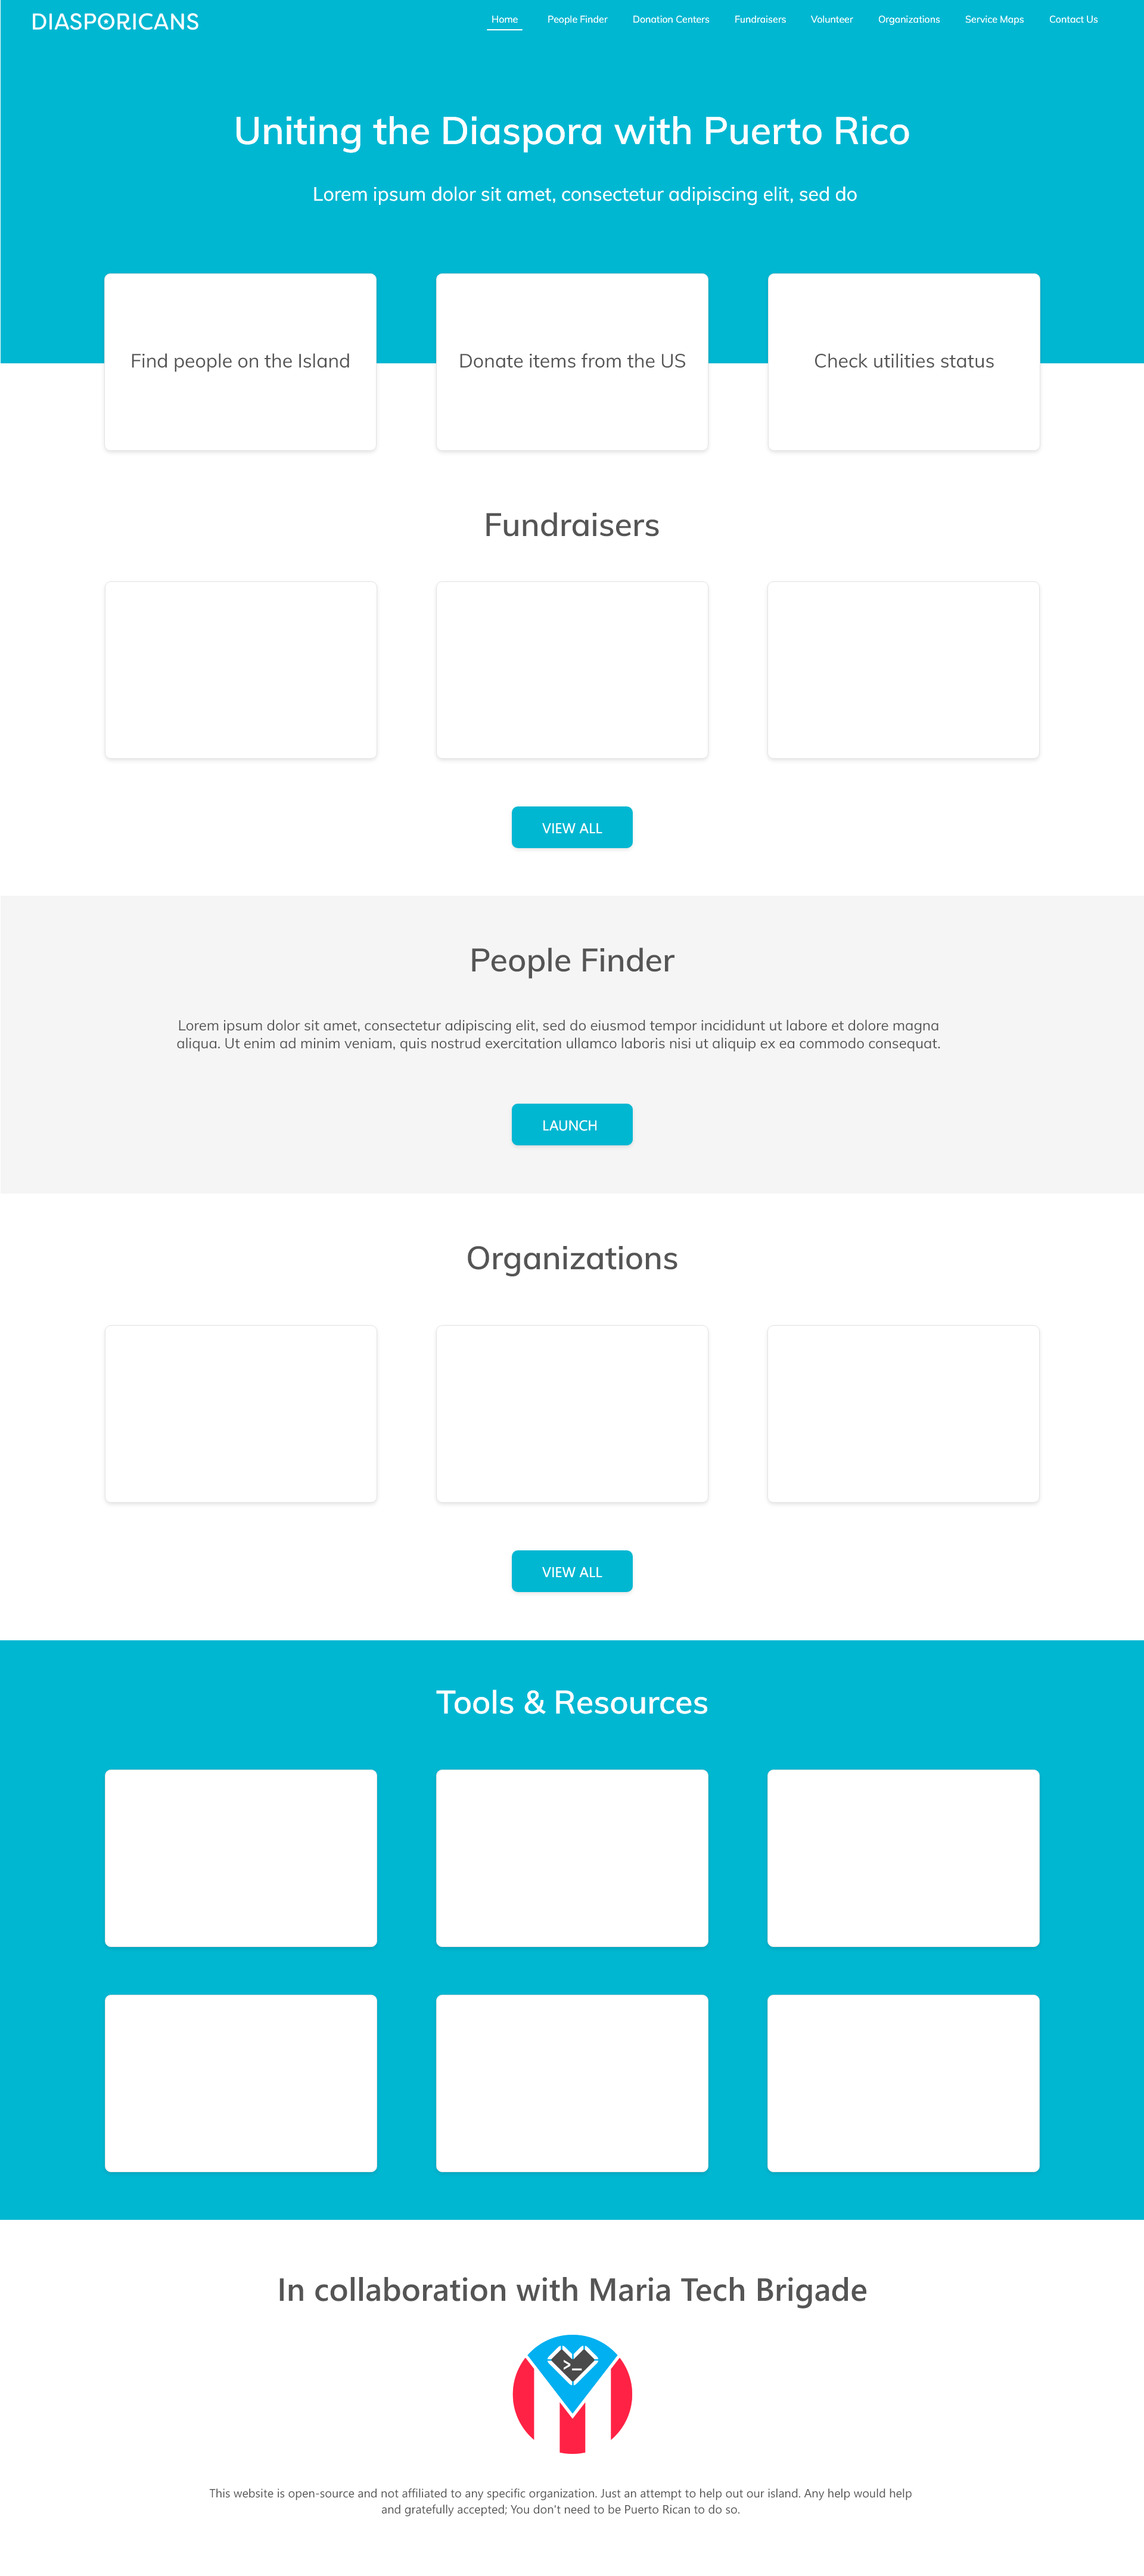 DIASPORICANS
Home
People Finder
Donation Centers
Fundraisers
Volunteer
Organizations
Service Maps
Contact Us
Uniting the Diaspora with Puerto Rico
Lorem ipsum dolor sit amet, consectetur adipiscing elit, sed do
Find people on the Island
Donate items from the US
Check utilities status
Fundraisers
VIEW ALL
People Finder
Lorem ipsum dolor sit amet, consectetur adipiscing elit, sed do eiusmod tempor incididunt ut labore et dolore magna
aliqua. Ut enim ad minim veniam, quis nostrud exercitation ullamco laboris nisi ut aliquip ex ea commodo consequat.
LAUNCH
Organizations
VIEW ALL
Tools & Resources
In collaboration with Maria Tech Brigade
>_
This website is open-source and not affiliated to any specific organization. Just an attempt to help out our island. Any help would help
and gratefully accepted; You don't need to be Puerto Rican to do so.